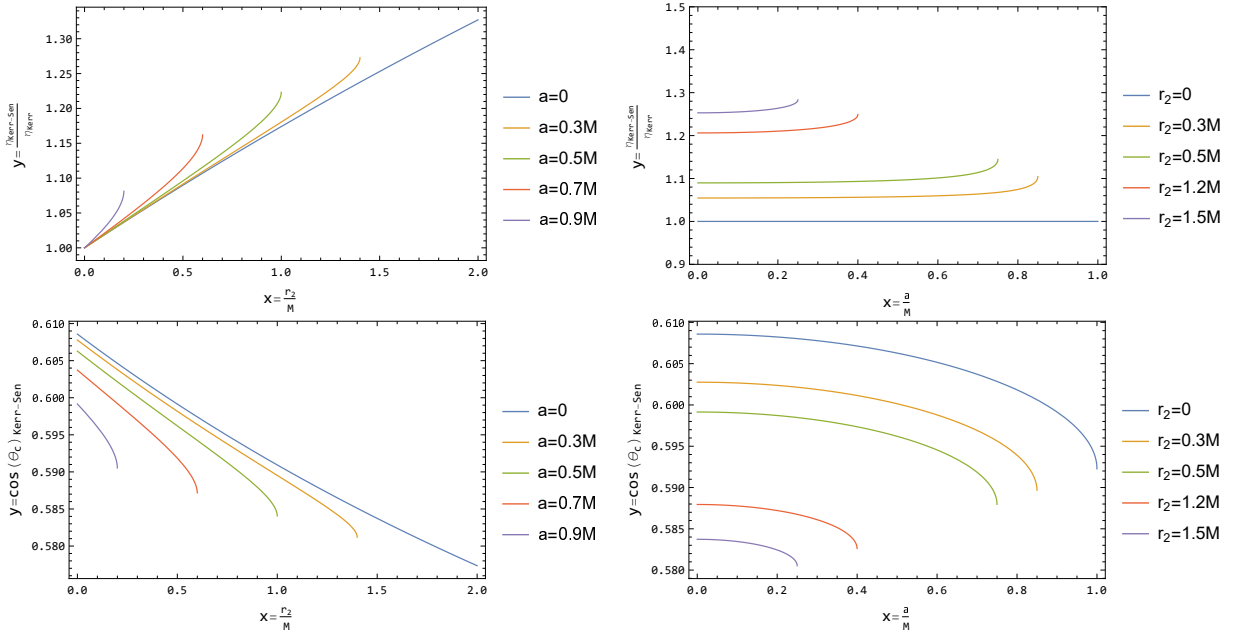 y=ηKerr-Sen/ηKerr
1.30
1.25
1.20
1.15
1.10
1.05
1.00
0.0 0.5 1.0 1.5 2.0
x=r2/M
a=0
a=0.3M
a=0.5M
a=0.7M
a=0.9M
y=ηKerr-Sen/ηKerr
1.5
1.4
1.3
1.2
1.1
1.0
0.9
0.0 0.2 0.4 0.6 0.8 1.0
x=a/M
r2=0
r2=0.3M
r2=0.5M
r2=1.2M
r2=1.5M
y=cos(θc)Kerr-Sen
0.610
0.605
0.600
0.595
0.590
0.585
0.580
0.0 0.5 1.0 1.5 2.0
x=r2/M
a=0
a=0.3M
a=0.5M
a=0.7M
a=0.9M
y=cos(θc)Kerr-Sen
0.610
0.605
0.600
0.595
0.590
0.585
0.580
0.0 0.2 0.4 0.6 0.8 1.0
x=a/M
r2=0
r2=0.3M
r2=0.5M
r2=1.2M
r2=1.5M